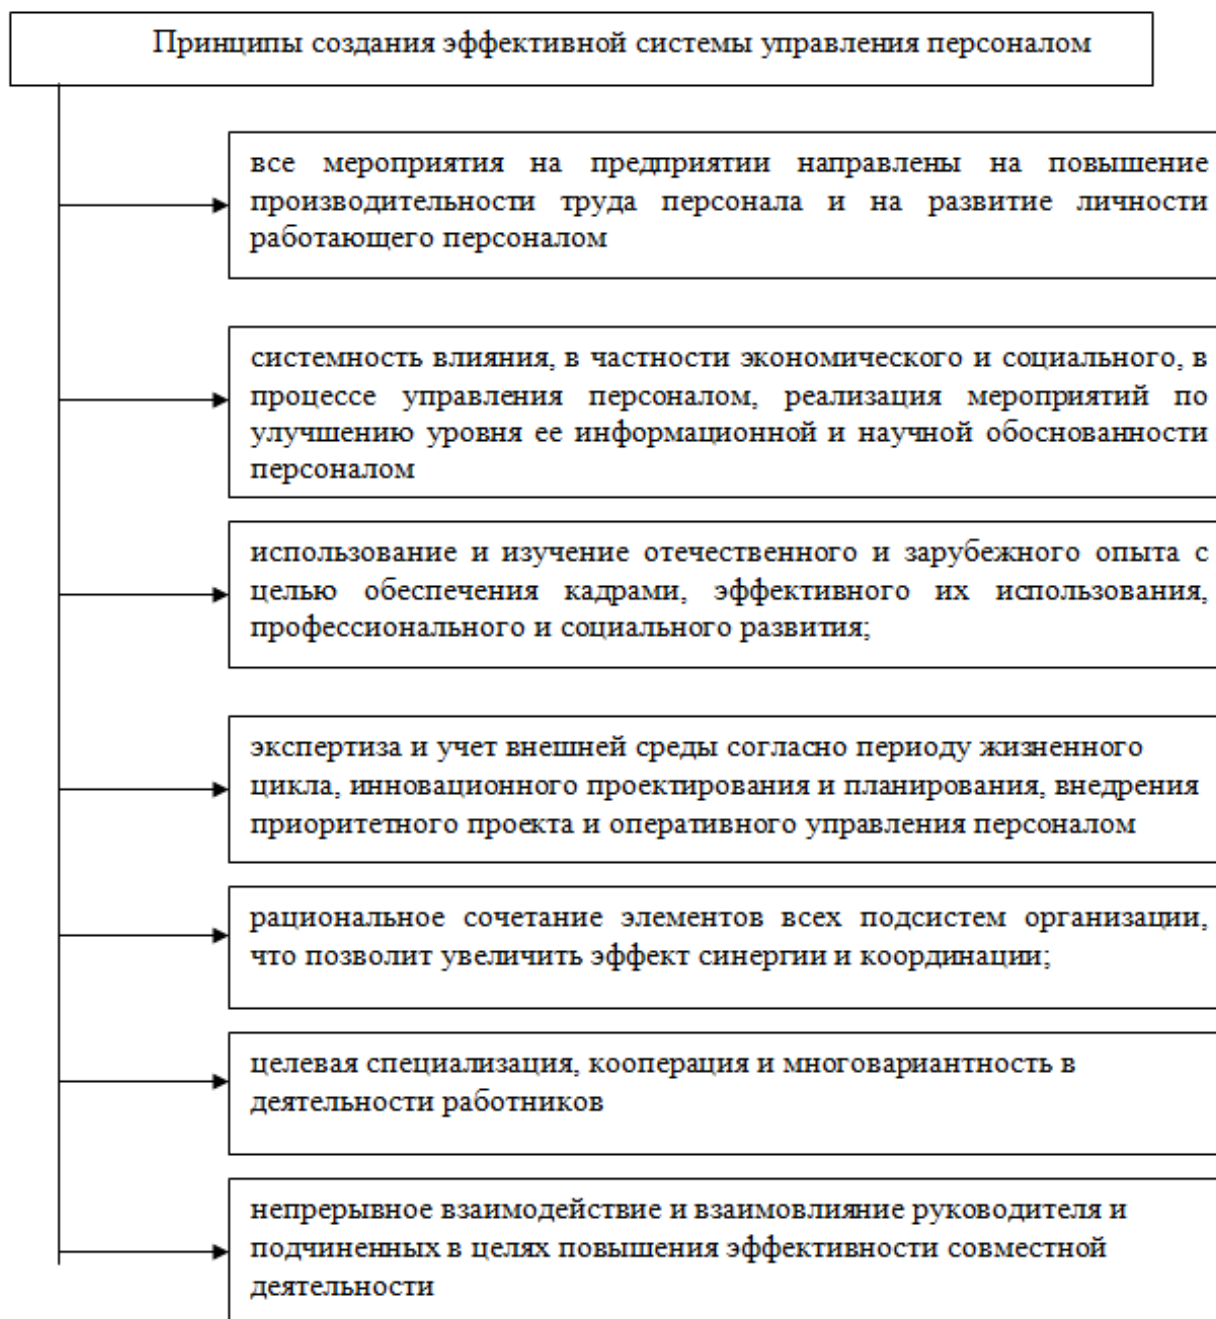 Принципы создания эффективной системы управления персоналом
все мероприятия на предприятии направлены на повышение
производительности труда персонала и на развитие личности
работающего персоналом
системность влияния, в частности экономического и социального, в
процессе управления персоналом, реализация мероприятий по
улучшению уровня ее информационной и научной обоснованности
персоналом
использование и изучение отечественного и зарубежного опыта с
целью обеспечения кадрами, эффективного их использования,
профессионального и социального развития;
экспертиза и учет внешней среды согласно периоду жизненного
цикла, инновационного проектирования и планирования, внедрения
приоритетного проекта и оперативного управления персоналом
рациональное сочетание элементов всех подсистем организации,
что позволит увеличить эффект синергии и координации;
целевая специализация, кооперация и многовариантность в
деятельности работников
непрерывное взаимодействие и взаимовлияние руководителя и
подчиненных в целях повышения эффективности совместной
деятельности